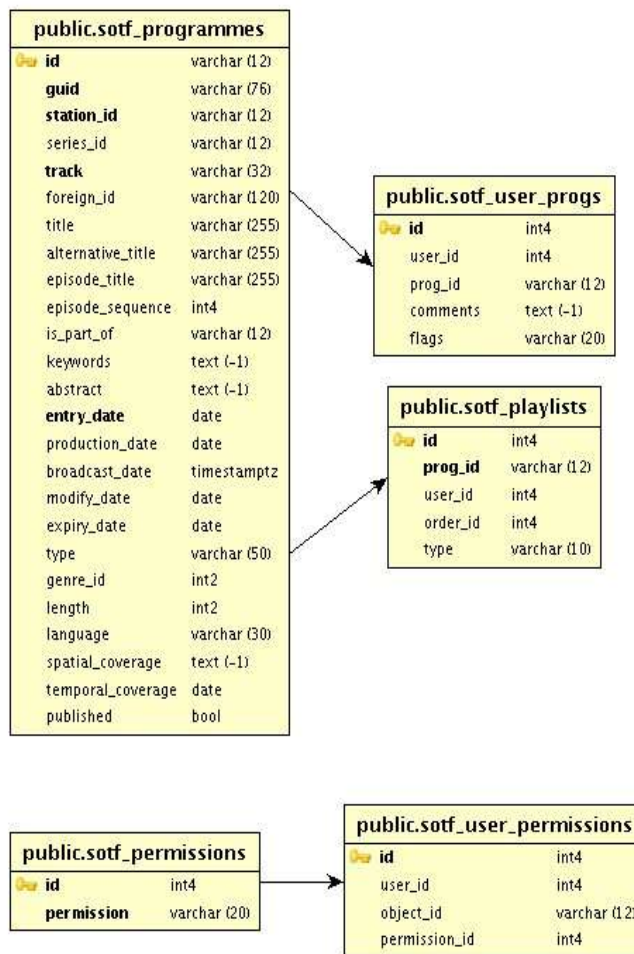 public.sotf_programmes
id varchar (12)
guid varchar (76)
station_id varchar (12)
series_id varchar (12)
track varchar (32)
foreign_id varchar (120)
title varchar (255)
alternative_title varchar (255)
episode_title varchar (255)
episode_sequence int4
is_part_of varchar (12)
keywords text (-1)
abstract text (-1)
entry_date date
production_date date
broadcast_date timestamptz
modify_date date
expiry_date date
type varchar (50)
genre_id int2
length int2
language varchar (30)
spatial_coverage text (-1)
temporal_coverage date
published bool
public.sotf_user_progs
id int4
user_id int4
prog_id varchar (12)
comments text (-1)
flags varchar (20)
public.sotf_playlists
id int4
prog_id varchar (12)
user_id int4
order_id int4
type varchar (10)
public.sotf_permissions
id int4
permission varchar (20)
public.sotf_user_permissions
id int4
user_id int4
object_id varchar (12
permission_id int4